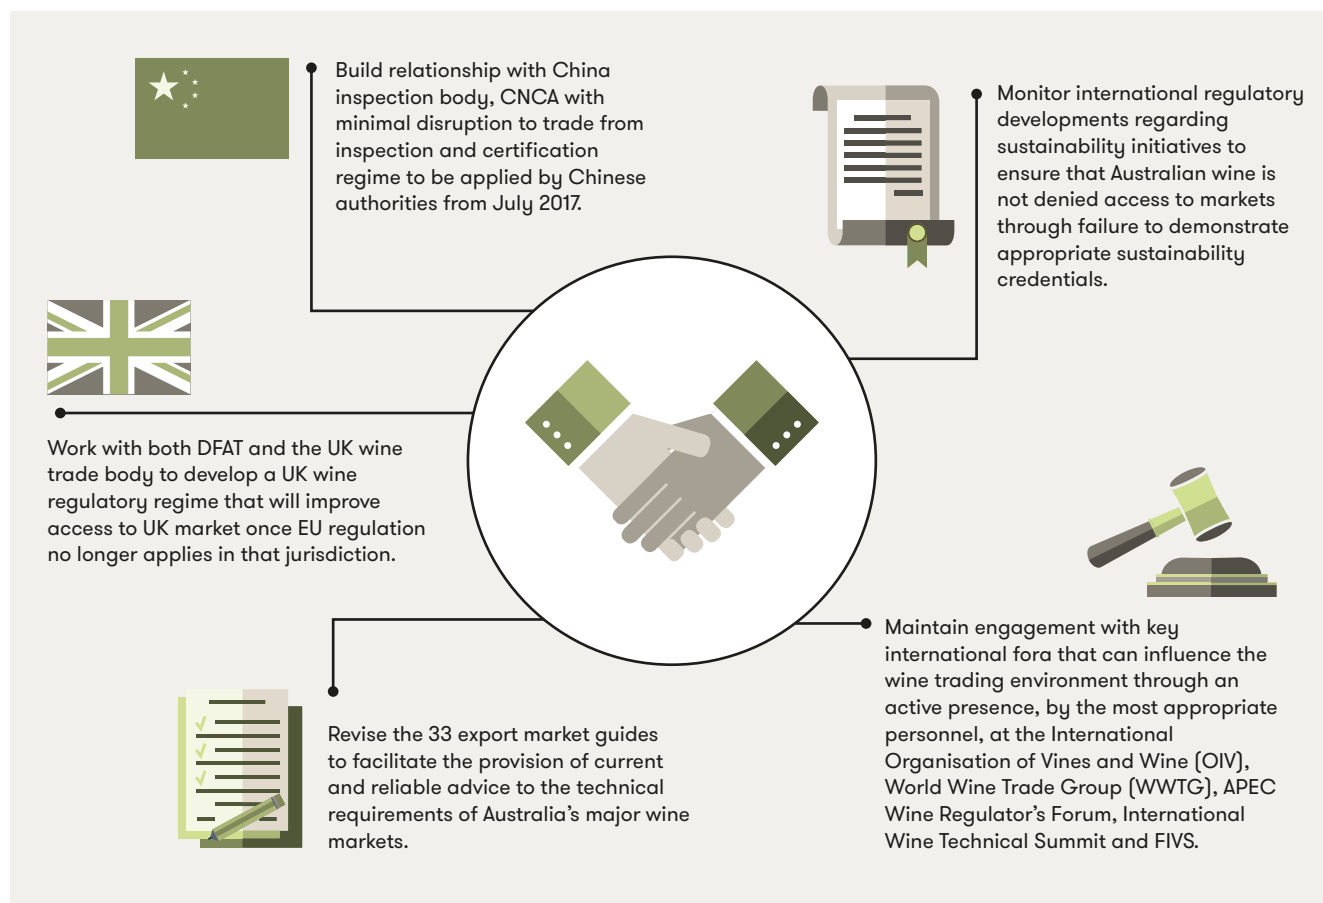 Build relationship with China
inspection body, CNCA with
minimal disruption to trade from
inspection and certification
regime to be applied by Chinese
authorities from July 2017.
Monitor international regulatory
developments regarding
sustainability initiatives to
ensure that Australian wine is
not denied access to markets
through failure to demonstrate
appropriate sustainability
credentials.
Work with both DFAT and the UK wine
trade body to develop a UK wine
regulatory regime that will improve
access to UK market once EU regulation
no longer applies in that jurisdiction.
Maintain engagement with key
international fora that can influence the
wine trading environment through an
active presence, by the most appropriate
personnel, at the International
Organisation of Vines and Wine (OIV),
World Wine Trade Group (WWTG), APEC
Wine Regulator’s Forum, International
Wine Technical Summit and FIVS.
Revise the 33 export market guides
to facilitate the provision of current
and reliable advice to the technical
requirements of Australia’s major wine
markets.